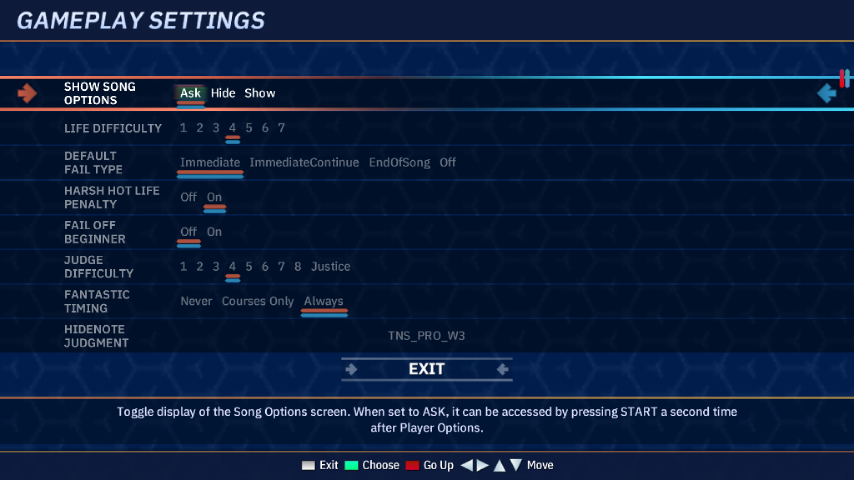 GAMEPLAY SETTINGS
SHOW SONG
OPTIONS
Ask Hide Show
LIFE DIFFICULTY
1 2 3 4 5 6 7
DEFAULT
FAIL TYPE
Immediate ImmediateContinue EndOfSong Off
HARSH HOT LIFE
PENALTY
Off On
FAIL OFF
BEGINNER
Off On
JUDGE
DIFFICULTY
1 2 3 4 5 6 7 8 Justice
FANTASTIC
TIMING
Never Courses Only Always
HIDENOTE
JUDGMENT
TNS_PRO_W3
EXIT
Toggle display of the Song Options screen. When set to ASK, it can be accessed by pressing START a second time
after Player Options.
Exit Choose Go Up Move